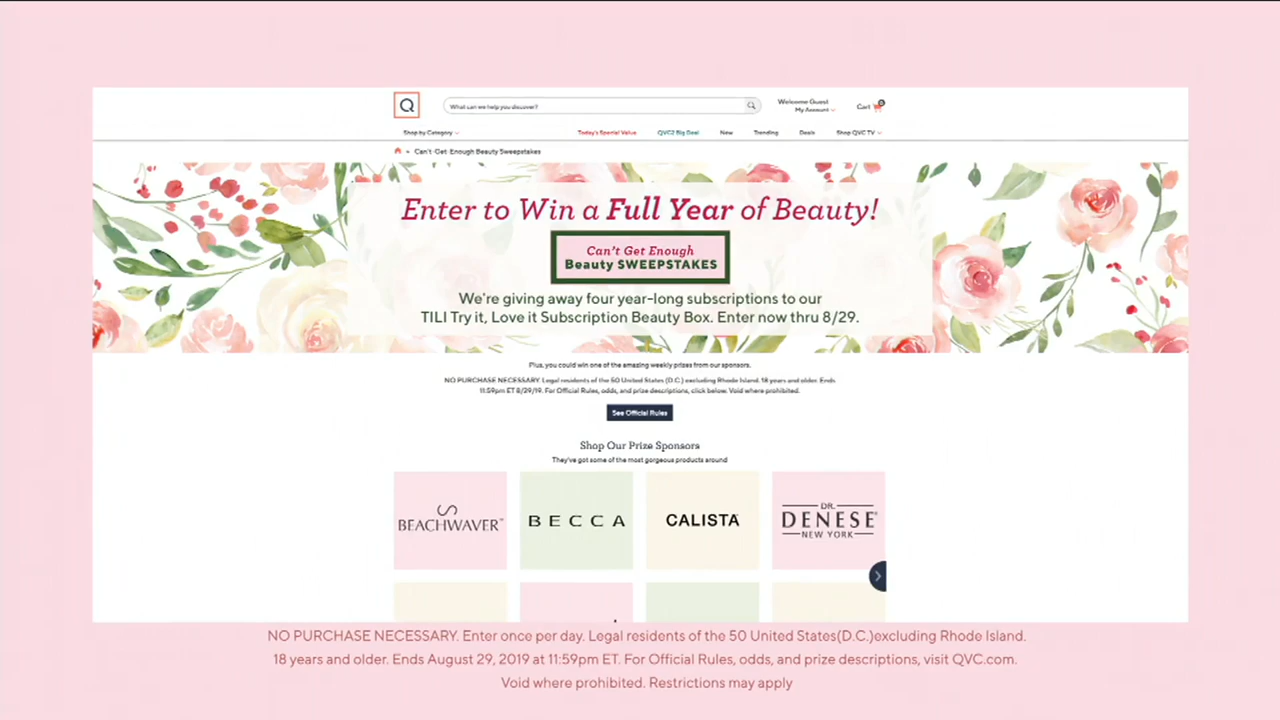 Q
What can we help you discover?
Welcome Guest
My Account
Cart
0
Shop by Category
Today's Special Value
QVC2 Big Deal
New
Trending
Deals
Shop QVC TV
Can't Get Enough Beauty Sweepstakes
Enter to Win a Full Year of Beauty!
Can't Get Enough
Beauty SWEEPSTAKES
We're giving away four year-long subscriptions to our
TILI Try it, Love it Subscription Beauty Box. Enter now thru 8/29.
Plus, you could win one of the amazing weekly prizes from our sponsors.
NO PURCHASE NECESSARY. Legal residents of the 50 United States (D.C.) excluding Rhode Island. 18 years and older. Ends
11:59pm ET 8/29/19. For Official Rules, odds, and prize descriptions, click below. Void where prohibited.
See Official Rules
Shop Our Prize Sponsors
They've got some of the most gorgeous products around
BEACHWAVER™
BECCA
CALISTA
DR.
DENESE®
NEW YORK
NO PURCHASE NECESSARY. Enter once per day. Legal residents of the 50 United States(D.C.)excluding Rhode Island.
18 years and older. Ends August 29, 2019 at 11:59pm ET. For Official Rules, odds, and prize descriptions, visit QVC.com.
Void where prohibited. Restrictions may apply